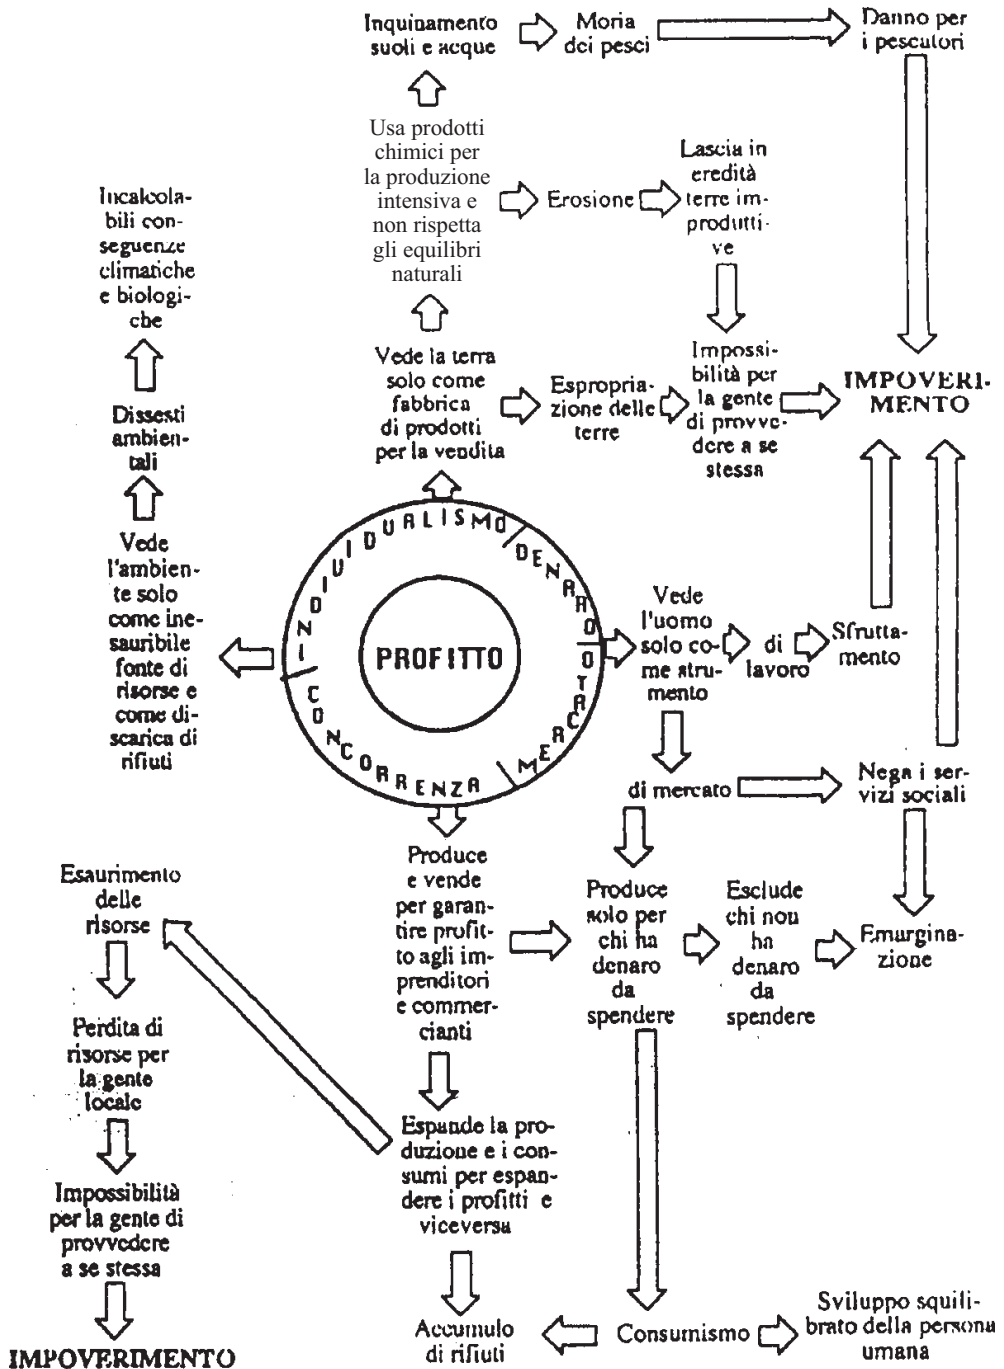 Inquinamento
suoli e acque
Moria
dei pesci
Danno per
i pescatori
Usa prodotti
chimici per
la produzione
intensiva e
non rispetta
gli equilibri
naturali
Erosione
Lascia in
eredità
terre im-
produtti-
ve
Incalcola-
bili con-
seguenze
climatiche
e biologi-
che
Vede la terra
solo come
fabbrica
di prodotti
per la vendita
Espropria-
zione delle
terre
Impossi-
bilità per
la gente
di provve-
dere a se
stessa
IMPOVERI-
MENTO
Dissesti
ambien-
tali
Vede
l'ambien-
te solo
come ine-
sauribile
fonte di
risorse e
come di-
scarica di
rifiuti
INDIVIDUALISMO
DENARO
MERCATO
CONCORRENZA
PROFITTO
Vede
l'uomo
solo co-
me stru-
mento
di
lavoro
Sfrutta-
mento
di mercato
Nega i ser-
vizi sociali
Produce
e vende
per garan-
tire profit-
to agli im-
prenditori
e commer-
cianti
Produce
solo per
chi ha
denaro
da
spendere
Esclude
chi non
ha
denaro
da
spendere
Emargina-
zione
Esaurimento
delle
risorse
Perdita di
risorse per
la gente
locale
Impossibilità
per la gente di
provvedere
a se stessa
IMPOVERIMENTO
Espande la pro-
duzione e i con-
sumi per espan-
dere i profitti e
viceversa
Accumulo
di rifiuti
Consumismo
Sviluppo squili-
brato della persona
umana